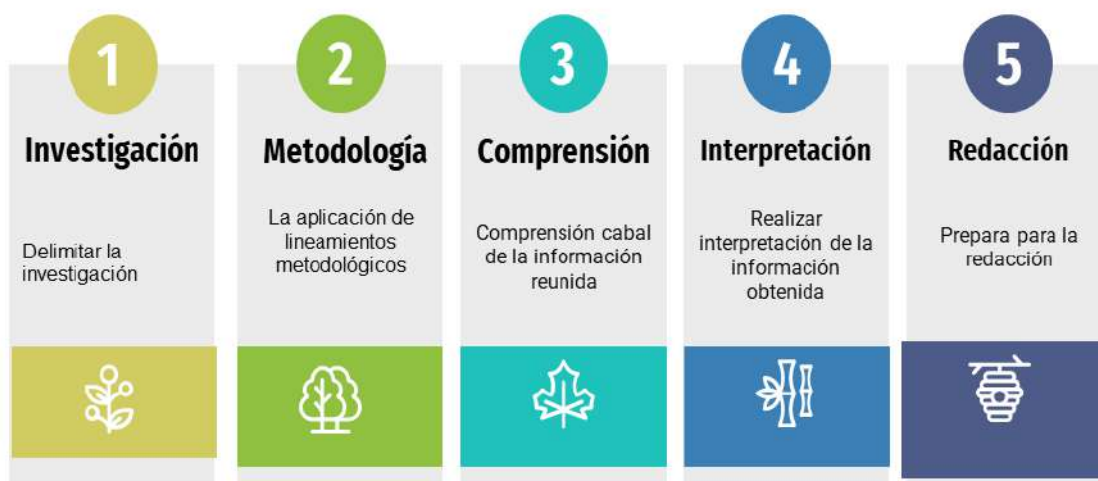 1
Investigación
Delimitar la
investigación
2
Metodología
La aplicación de
lineamientos
metodológicos
3
Comprensión
Comprensión cabal
de la información
reunida
4
Interpretación
Realizar
interpretación de la
información
obtenida
5
Redacción
Prepara para la
redacción